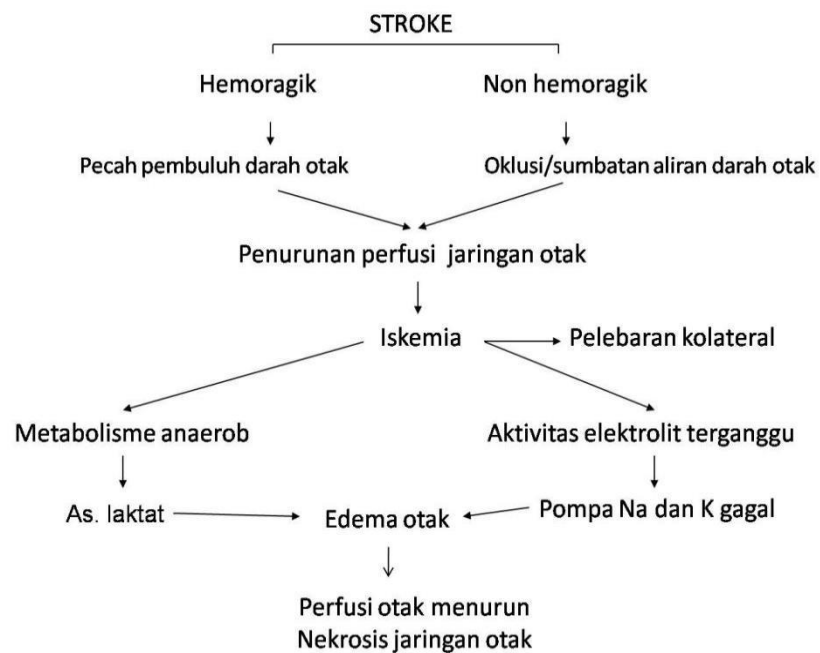 STROKE
Hemoragik
Non hemoragik
Pecah pembuluh darah otak
Oklusi/sumbatan aliran darah otak
Penurunan perfusi jaringan otak
Iskemia
Pelebaran kolateral
Metabolisme anaerob
Aktivitas elektrolit terganggu
As. laktat
Edema otak
Pompa Na dan K gagal
Perfusi otak menurun
Nekrosis jaringan otak